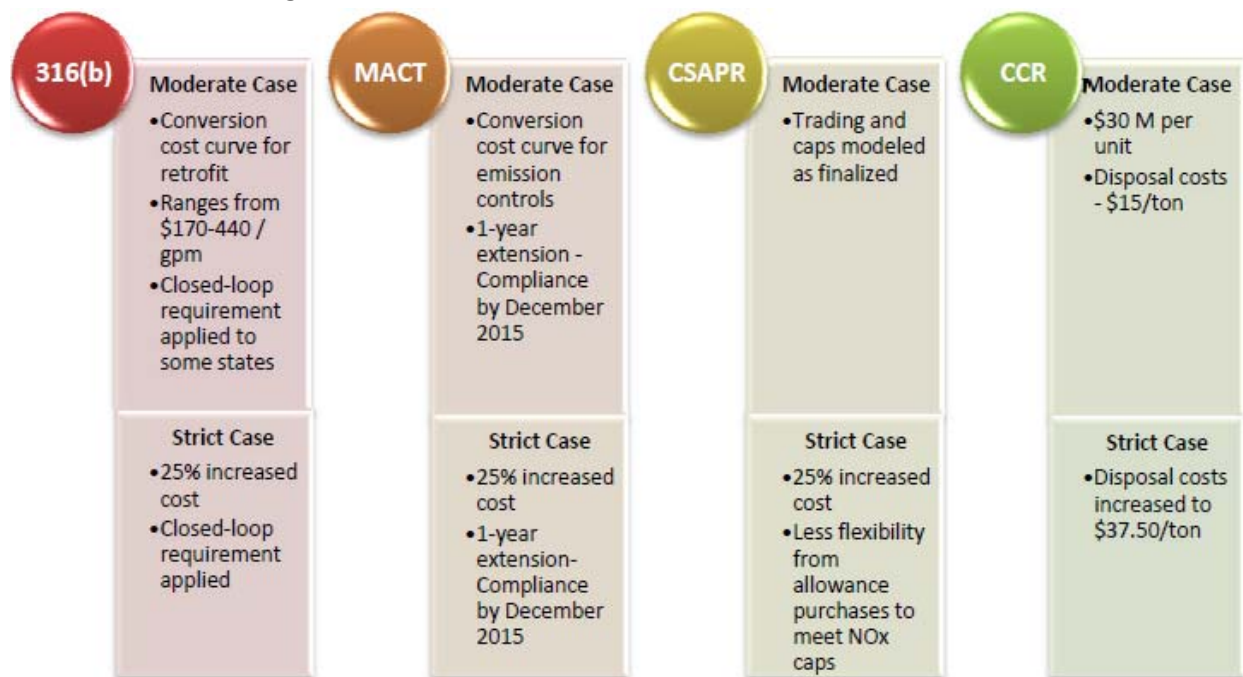 316(b)
Moderate Case
•Conversion
cost curve for
retrofit
•Ranges from
$170-440 /
gpm
•Closed-loop
requirement
applied to
some states
Strict Case
•25% increased
cost
•Closed-loop
requirement
applied
MACT
Moderate Case
•Conversion
cost curve for
emission
controls
•1-year
extension -
Compliance
by December
2015
Strict Case
•25% increased
cost
•1-year
extension-
Compliance
by December
2015
CSAPR
Moderate Case
•Trading and
caps modeled
as finalized
Strict Case
•25% increased
cost
•Less flexibility
from
allowance
purchases to
meet NOx
caps
CCR
Moderate Case
•$30 M per
unit
•Disposal costs
- $15/ton
Strict Case
•Disposal costs
increased to
$37.50/ton